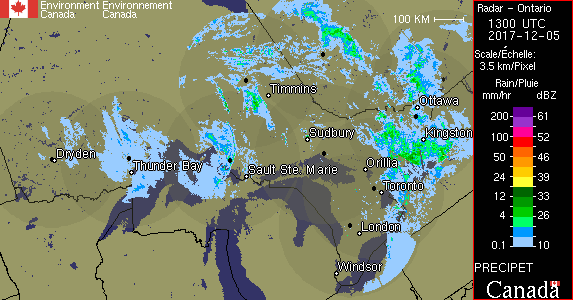 Environment Environnement
Canada Canada
100 KM
Timmins
Ottawa
Sudbury
Kingston
Dryden
Thunder Bay
Sault Ste. Marie
Orillia
Toronto
London
Windsor
Radar - Ontario
1300 UTC
2017-12-05
Scale/Échelle:
3.5 km/Pixel
Rain/Pluie
mm/hr dBZ
200 61
100 52
50 46
24 39
12 33
4 26
0.1 10
PRECIPET
Canada